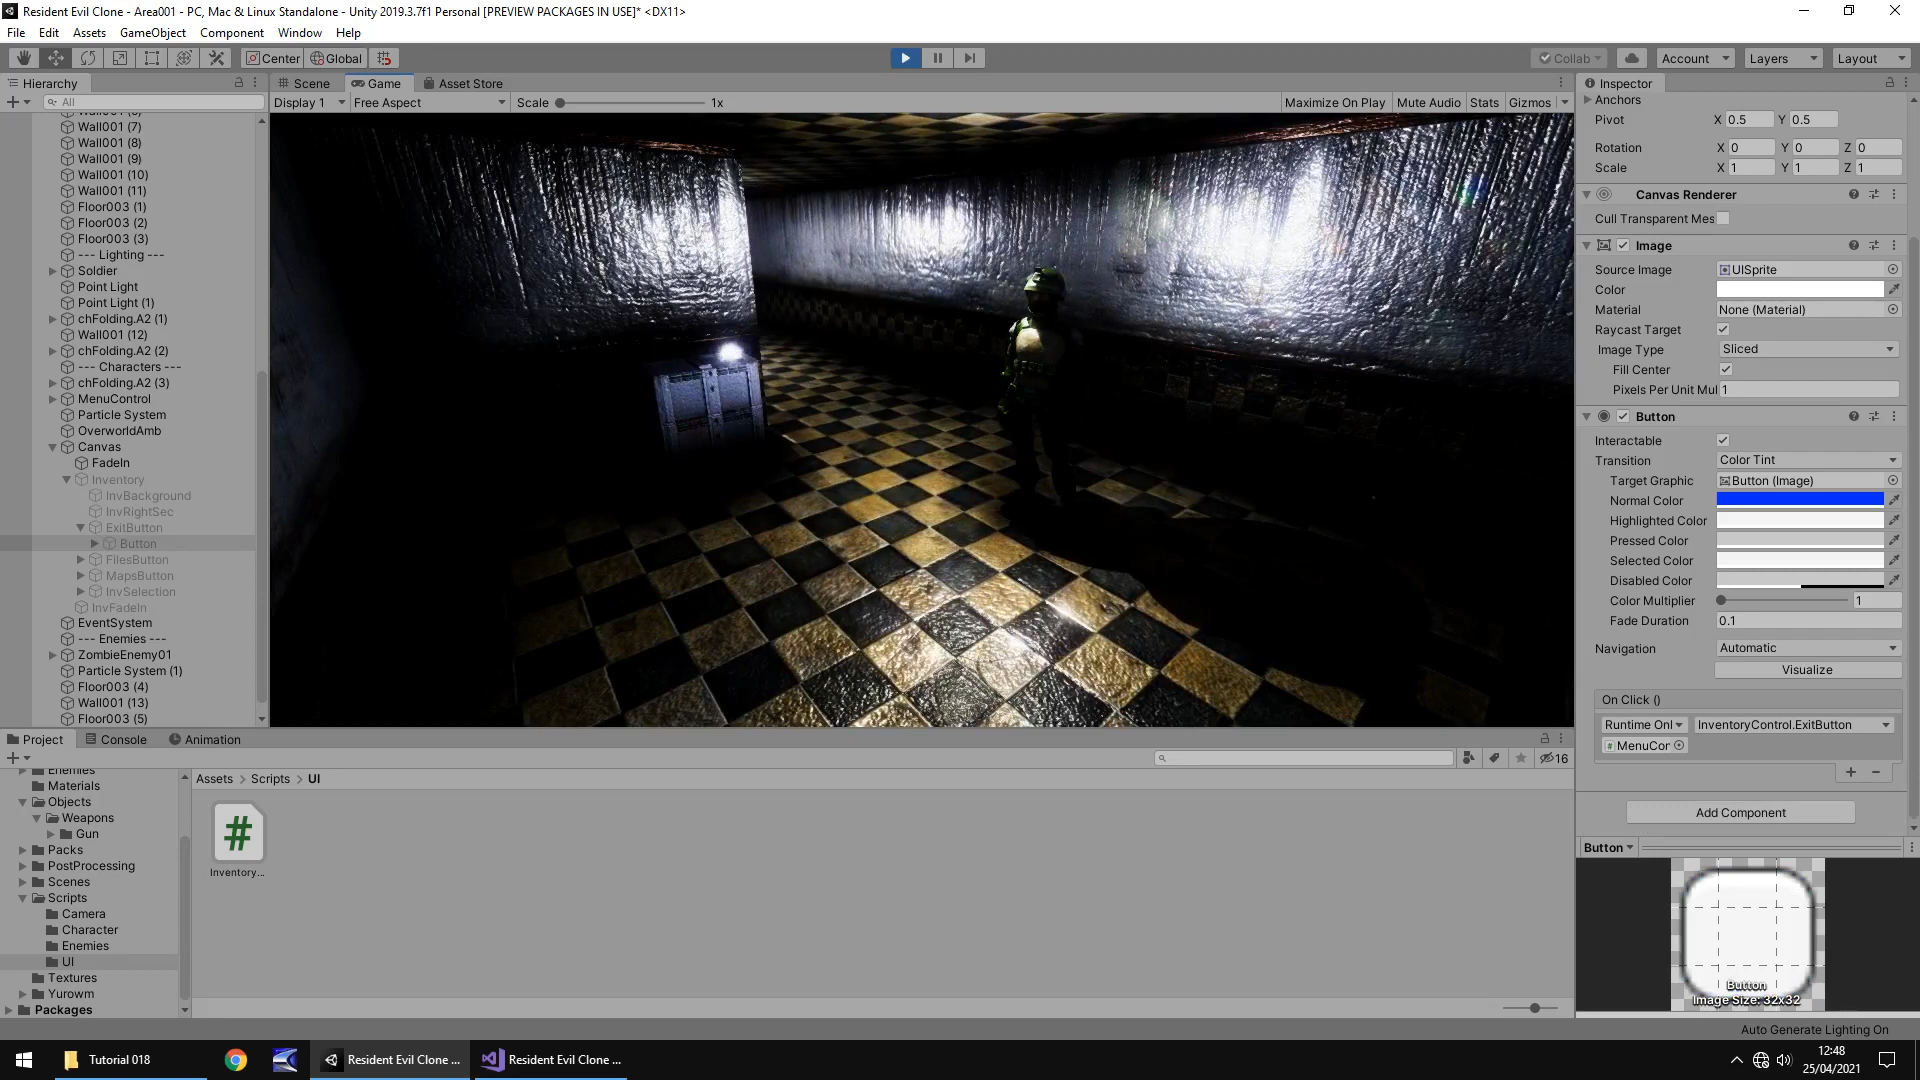 Resident Evil Clone - Area001 - PC, Mac & Linux Standalone - Unity 2019.3.7f1 Personal [PREVIEW PACKAGES IN USE]* <DX11>
File Edit Assets GameObject Component Window Help
Center Global Collab Account Layers Layout
Hierarchy
All
Wall001 (7)
Wall001 (8)
Wall001 (9)
Wall001 (10)
Wall001 (11)
Floor003 (1)
Floor003 (2)
Floor003 (3)
--- Lighting ---
Soldier
Point Light
Point Light (1)
chFolding.A2 (1)
Wall001 (12)
chFolding.A2 (2)
--- Characters ---
chFolding.A2 (3)
MenuControl
Particle System
OverworldAmb
Canvas
FadeIn
Inventory
InvBackground
InvRightSec
ExitButton
Button
FilesButton
MapsButton
InvSelection
InvFadeIn
EventSystem
--- Enemies ---
ZombieEnemy01
Particle System (1)
Floor003 (4)
Wall001 (13)
Floor003 (5)
Scene Game Asset Store
Display 1 Free Aspect Scale 1x Maximize On Play Mute Audio Stats Gizmos
Inspector
Anchors
Pivot X 0.5 Y 0.5
Rotation X 0 Y 0 Z 0
Scale X 1 Y 1 Z 1
Canvas Renderer
Cull Transparent Mes
Image
Source Image UISprite
Color
Material None (Material)
Raycast Target
Image Type Sliced
Fill Center
Pixels Per Unit Mul 1
Button
Interactable
Transition Color Tint
Target Graphic Button (Image)
Normal Color
Highlighted Color
Pressed Color
Selected Color
Disabled Color
Color Multiplier 1
Fade Duration 0.1
Navigation Automatic
Visualize
On Click ()
Runtime Onl InventoryControl.ExitButton
MenuCor
Add Component
Button
Button
Image Size: 32x32
Project Console Animation
16
Enemies
Materials
Objects
Weapons
Gun
Packs
PostProcessing
Scenes
Scripts
Camera
Character
Enemies
UI
Textures
Yurowm
Packages
Assets > Scripts > UI
#
Inventory...
Auto Generate Lighting On
Tutorial 018
Resident Evil Clone ...
Resident Evil Clone ...
12:48
25/04/2021